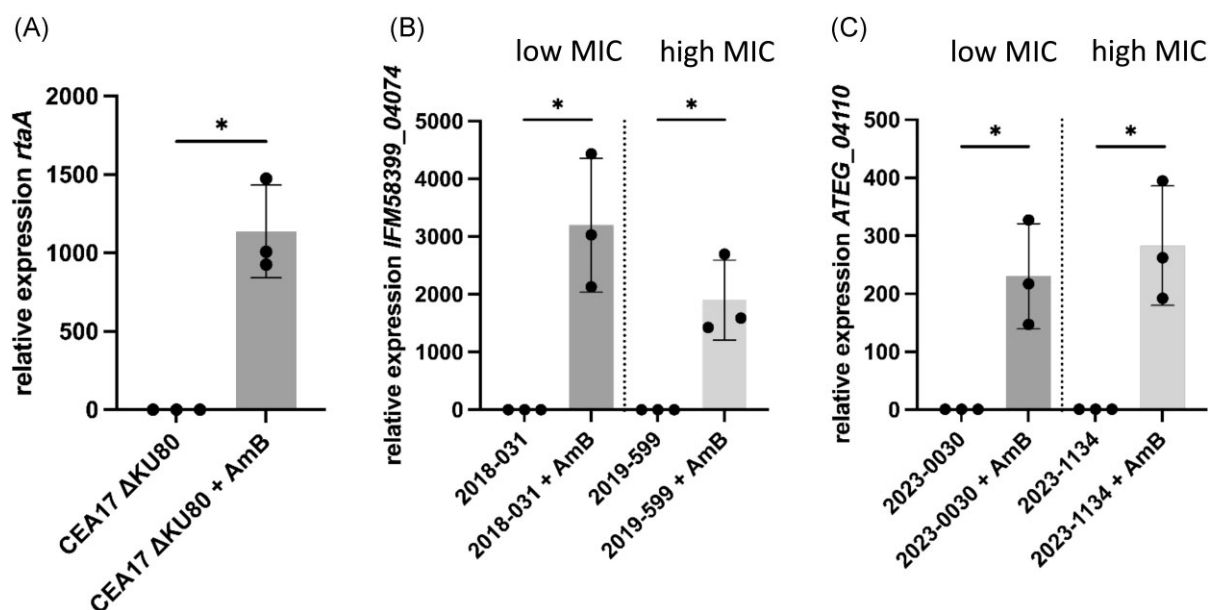 (A)
relative expression rtaA
2000
1500
1000
500
0
*
CEA17 ΔKU80
CEA17 ΔKU80 + AmB
(B)
low MIC
high MIC
relative expression IFM58399_04074
5000
4000
3000
2000
1000
0
*
*
2018-031
2018-031 + AmB
2019-599
2019-599 + AmB
(C)
low MIC
high MIC
relative expression ATEG_04110
500
400
300
200
100
0
*
*
2023-0030
2023-0030 + AmB
2023-1134
2023-1134 + AmB